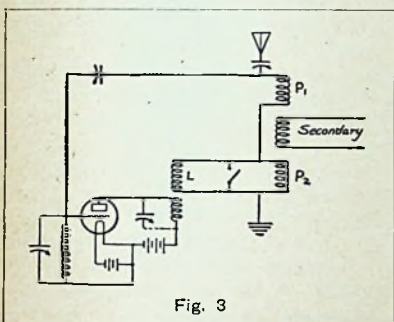 P₁
Secondary
L
P₂
Fig. 3